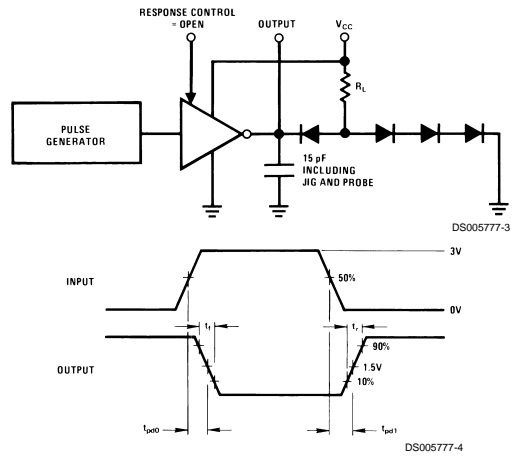 RESPONSE CONTROL
= OPEN
OUTPUT
VCC
RL
PULSE
GENERATOR
15 pF
INCLUDING
JIG AND PROBE
DS005777-3
3V
INPUT
50%
0V
tf
tr
90%
OUTPUT
1.5V
10%
tpd0
tpd1
DS005777-4